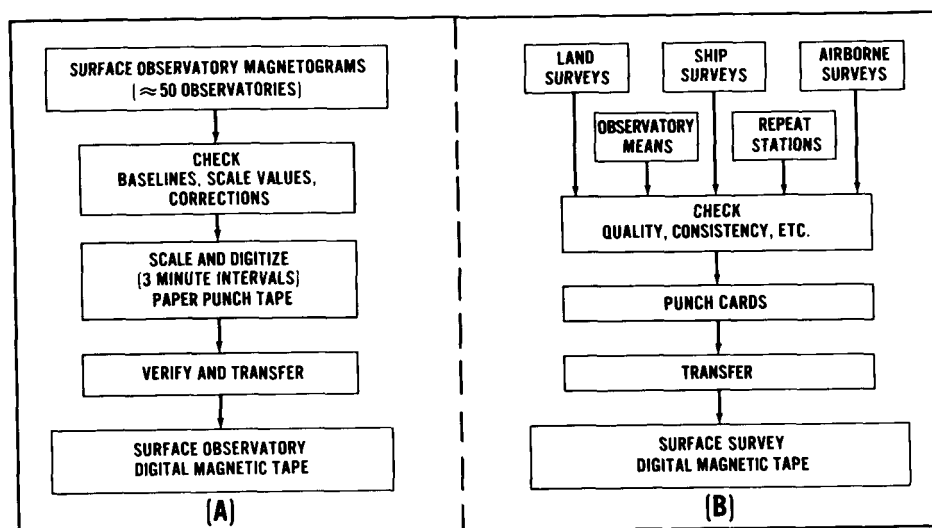 SURFACE OBSERVATORY MAGNETOGRAMS
(≈50 OBSERVATORIES)
CHECK
BASELINES, SCALE VALUES,
CORRECTIONS
SCALE AND DIGITIZE
(3 MINUTE INTERVALS)
PAPER PUNCH TAPE
VERIFY AND TRANSFER
SURFACE OBSERVATORY
DIGITAL MAGNETIC TAPE
(A)
LAND
SURVEYS
SHIP
SURVEYS
AIRBORNE
SURVEYS
OBSERVATORY
MEANS
REPEAT
STATIONS
CHECK
QUALITY, CONSISTENCY, ETC.
PUNCH CARDS
TRANSFER
SURFACE SURVEY
DIGITAL MAGNETIC TAPE
(B)